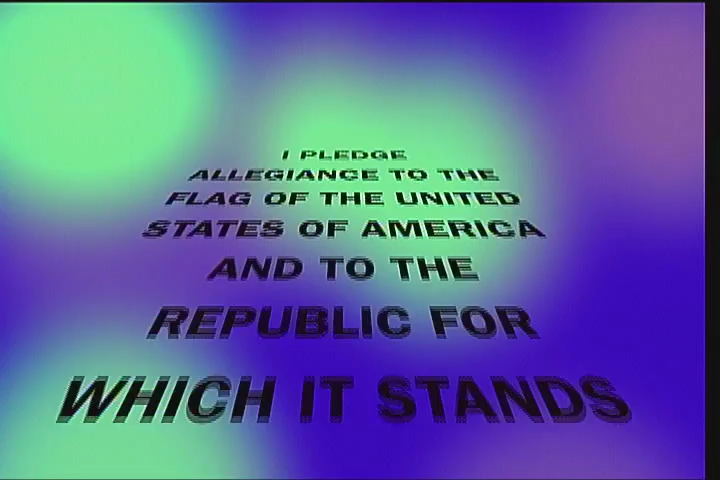 I PLEDGE
ALLEGIANCE TO THE
FLAG OF THE UNITED
STATES OF AMERICA
AND TO THE
REPUBLIC FOR
WHICH IT STANDS